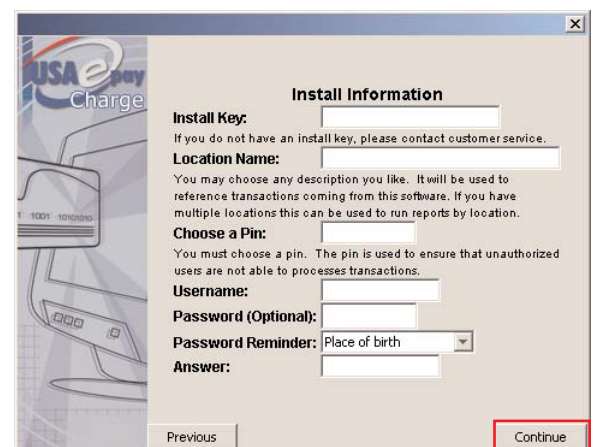 USA epay
Charge
Install Information
Install Key:
If you do not have an install key, please contact customer service.
Location Name:
You may choose any description you like. It will be used to
reference transactions coming from this software. If you have
multiple locations this can be used to run reports by location.
Choose a Pin:
You must choose a pin. The pin is used to ensure that unauthorized
users are not able to processes transactions.
Username:
Password (Optional):
Password Reminder: Place of birth
Answer:
1001 10101010
Previous Continue